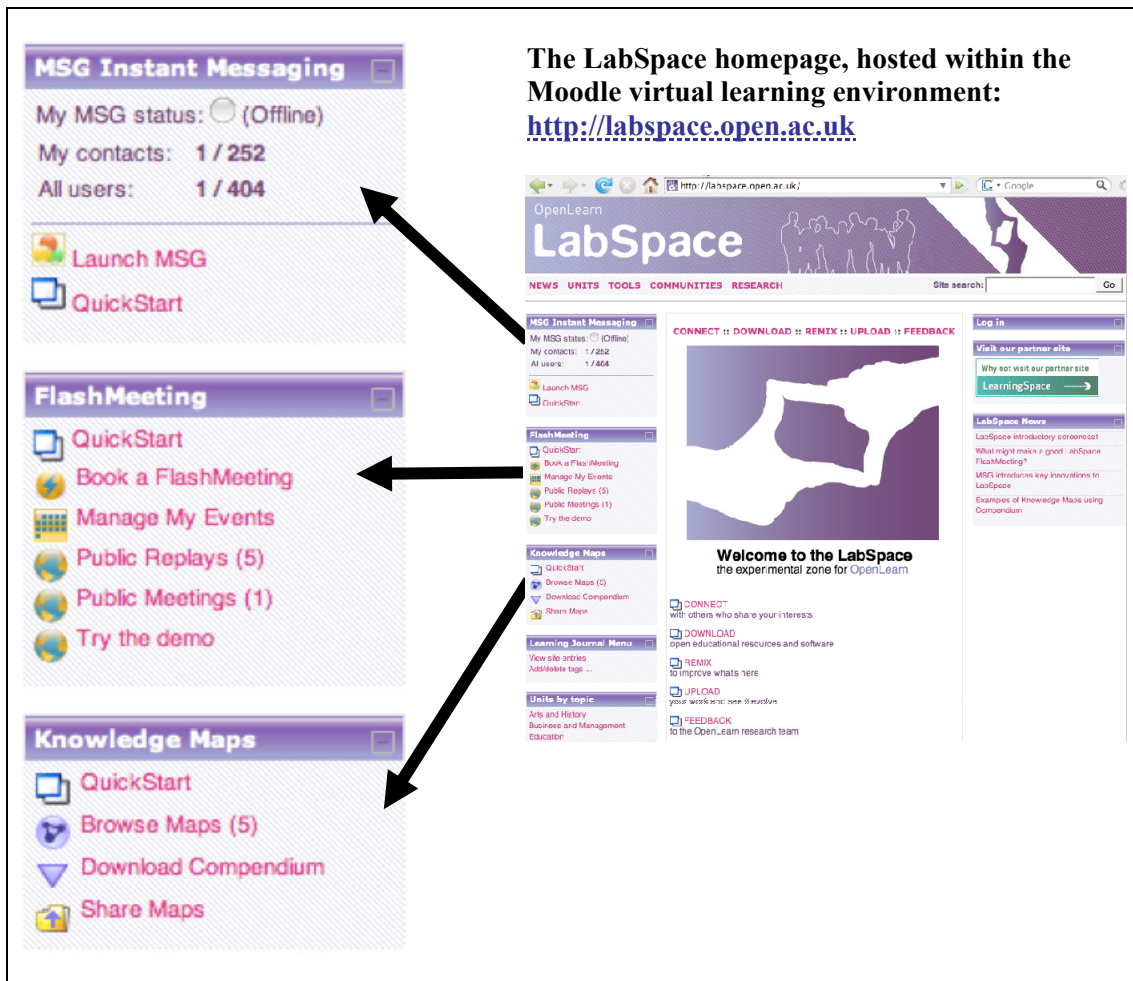 MSG Instant Messaging
My MSG status: (Offline)
My contacts: 1 / 252
All users: 1 / 404
Launch MSG
QuickStart
FlashMeeting
QuickStart
Book a FlashMeeting
Manage My Events
Public Replays (5)
Public Meetings (1)
Try the demo
Knowledge Maps
QuickStart
Browse Maps (5)
Download Compendium
Share Maps
The LabSpace homepage, hosted within the
Moodle virtual learning environment:
http://labspace.open.ac.uk
http://labspace.open.ac.uk/
Google
OpenLearn
LabSpace
NEWS UNITS TOOLS COMMUNITIES RESEARCH
Site search:
Go
MSG Instant Messaging
My MSG status: (Offline)
My contacts: 1 / 252
All users: 1 / 404
Launch MSG
QuickStart
FlashMeeting
QuickStart
Book a FlashMeeting
Manage My Events
Public Replays (5)
Public Meetings (1)
Try the demo
Knowledge Maps
QuickStart
Browse Maps (5)
Download Compendium
Share Maps
Learning Journal Menu
View site entries
Add/delete tags ...
Units by topic
Arts and History
Business and Management
Education
CONNECT :: DOWNLOAD :: REMIX :: UPLOAD :: FEEDBACK
Welcome to the LabSpace
the experimental zone for OpenLearn
CONNECT
with others who share your interests
DOWNLOAD
open educational resources and software
REMIX
to improve whats here
UPLOAD
your work and see it evolve
FEEDBACK
to the OpenLearn research team
Log in
Visit our partner site
Why not visit our partner site
LearningSpace
LabSpace News
LabSpace introductory screencast
What might make a good LabSpace
FlashMeeting?
MSG introduces key innovations to
LabSpace
Examples of Knowledge Maps using
Compendium